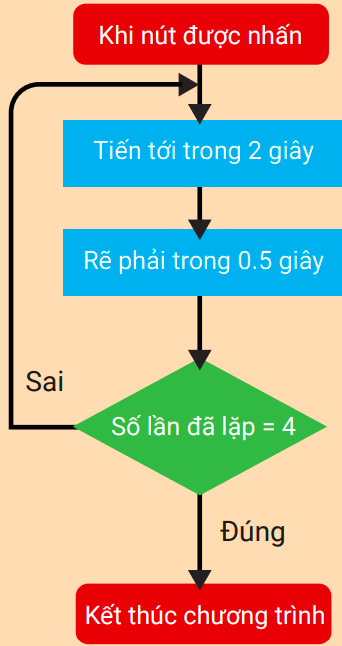 Khi nút được nhấn
Tiến tới trong 2 giây
Rẽ phải trong 0.5 giây
Sai
Số lần đã lặp = 4
Đúng
Kết thúc chương trình